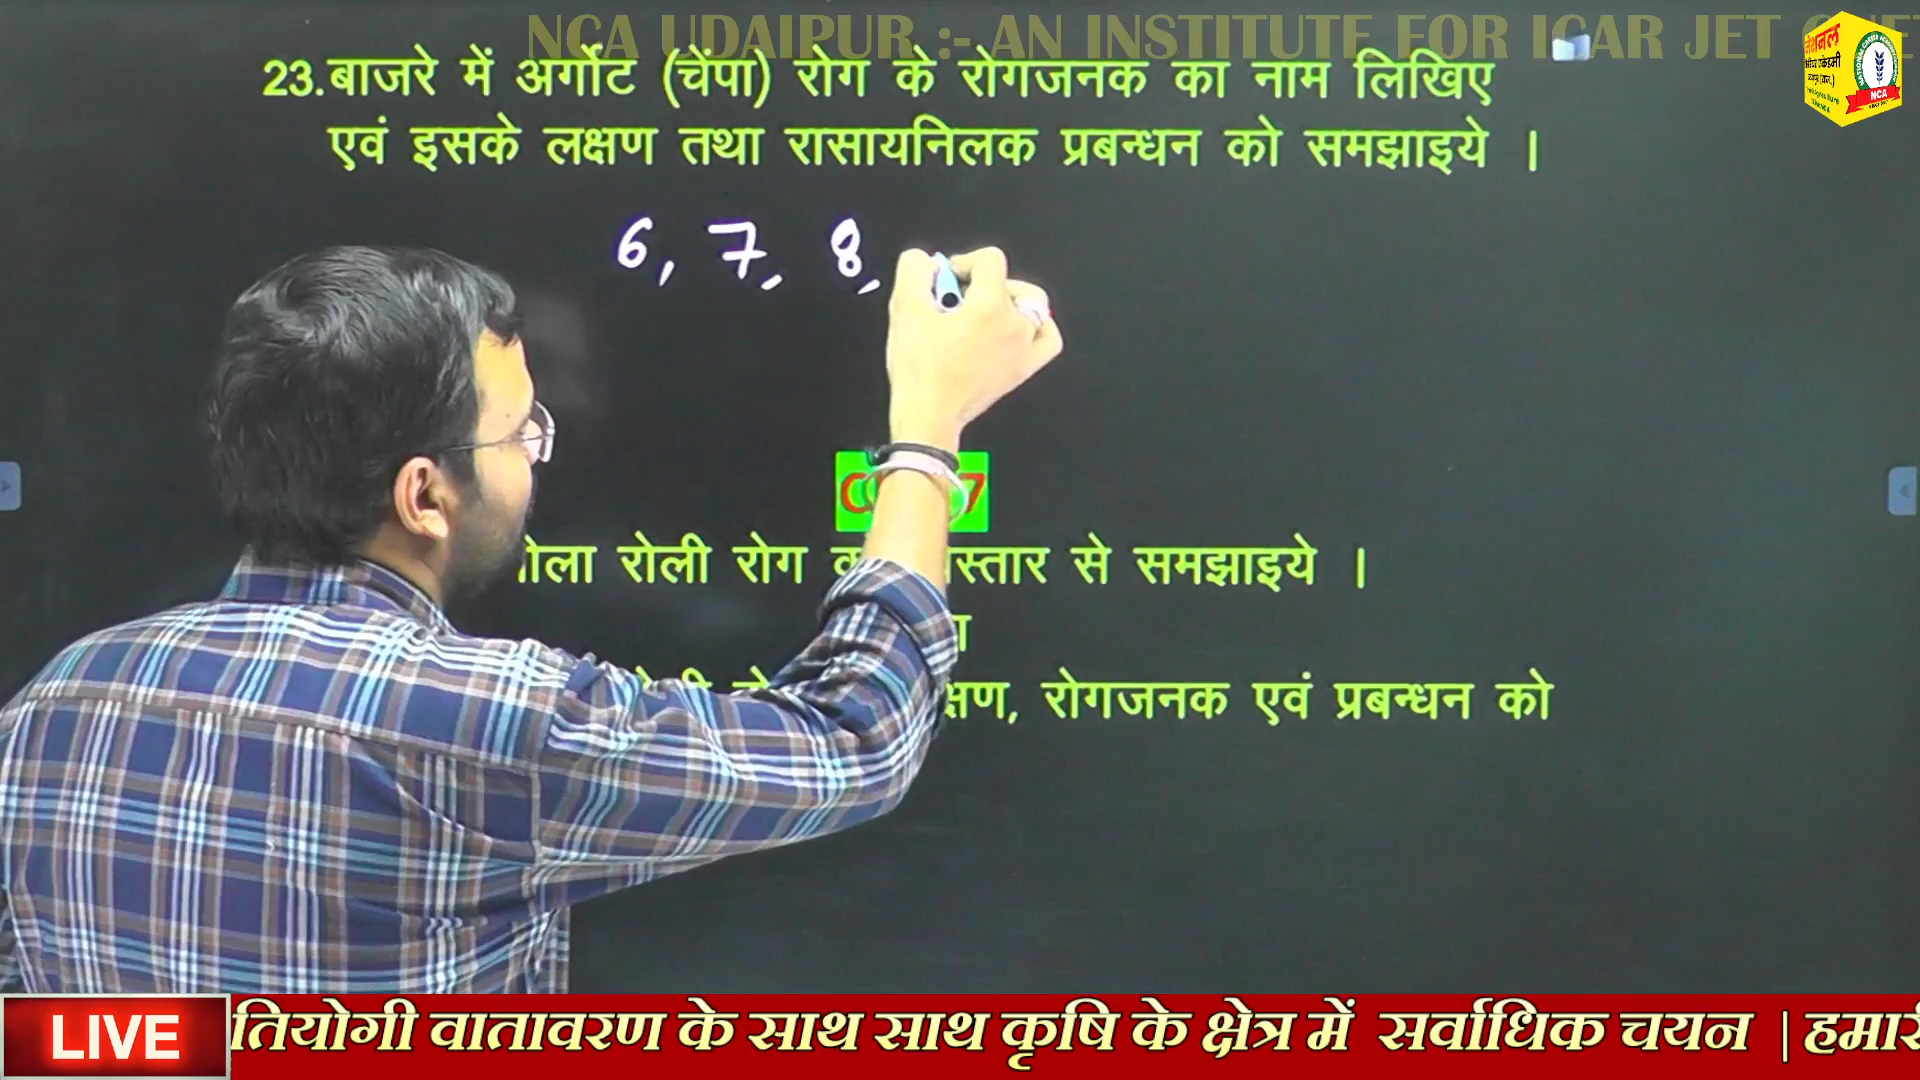 NCA UDAIPUR :- AN INSTITUTE FOR ICAR JET
23. बाजरे में अर्गोट (चेंपा) रोग के रोगजनक का नाम लिखिए
एवं इसके लक्षण तथा रासायनिलक प्रबन्धन को समझाइये ।
6, 7, 8,
रोली रोग से समझाइये ।
रोगजनक एवं प्रबन्धन को
NCA
LIVE
वातावरण के साथ साथ कृषि के क्षेत्र में सर्वाधिक चयन |